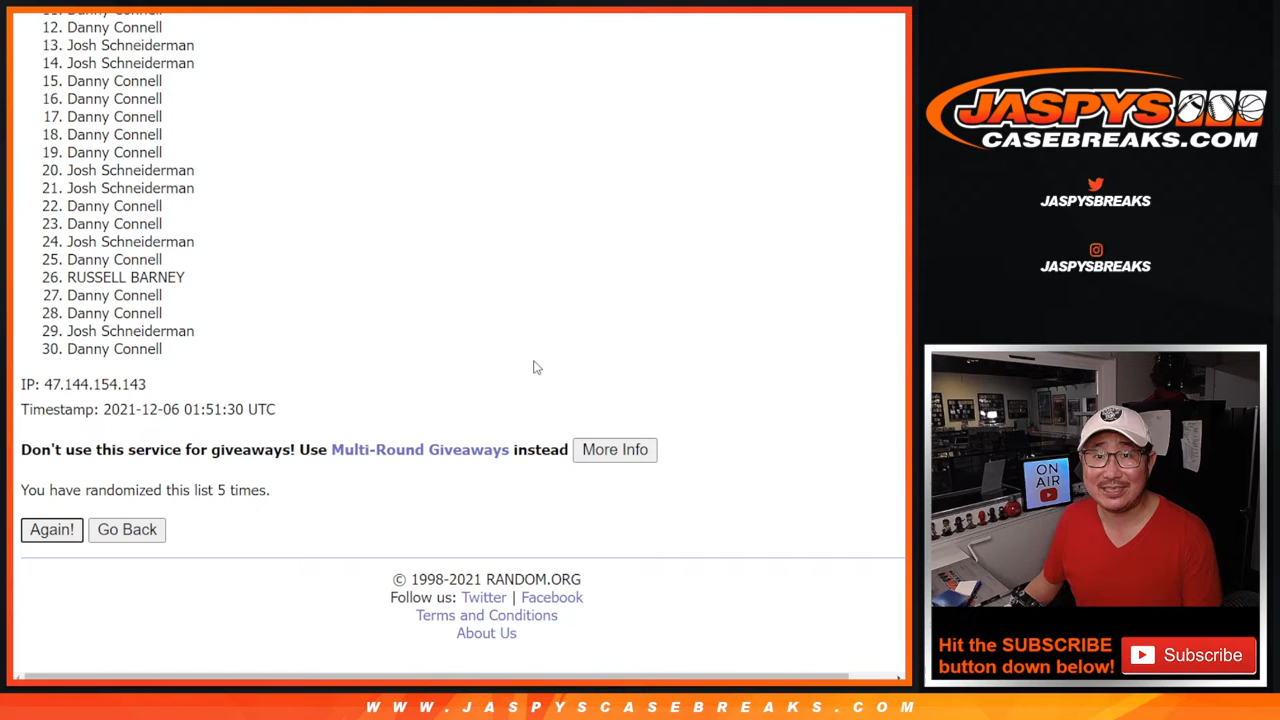 12. Danny Connell
13. Josh Schneiderman
14. Josh Schneiderman
15. Danny Connell
16. Danny Connell
17. Danny Connell
18. Danny Connell
19. Danny Connell
20. Josh Schneiderman
21. Josh Schneiderman
22. Danny Connell
23. Danny Connell
24. Josh Schneiderman
25. Danny Connell
26. RUSSELL BARNEY
27. Danny Connell
28. Danny Connell
29. Josh Schneiderman
30. Danny Connell
IP: 47.144.154.143
Timestamp: 2021-12-06 01:51:30 UTC
Don't use this service for giveaways! Use Multi-Round Giveaways instead More Info
You have randomized this list 5 times.
Again! Go Back
© 1998-2021 RANDOM.ORG
Follow us: Twitter | Facebook
Terms and Conditions
About Us
JASPYS
CASEBREAKS.COM
JASPYSBREAKS
JASPYSBREAKS
ON
AIR
Hit the SUBSCRIBE
button down below!
Subscribe
WWW.JASPYSCASEBREAKS.COM